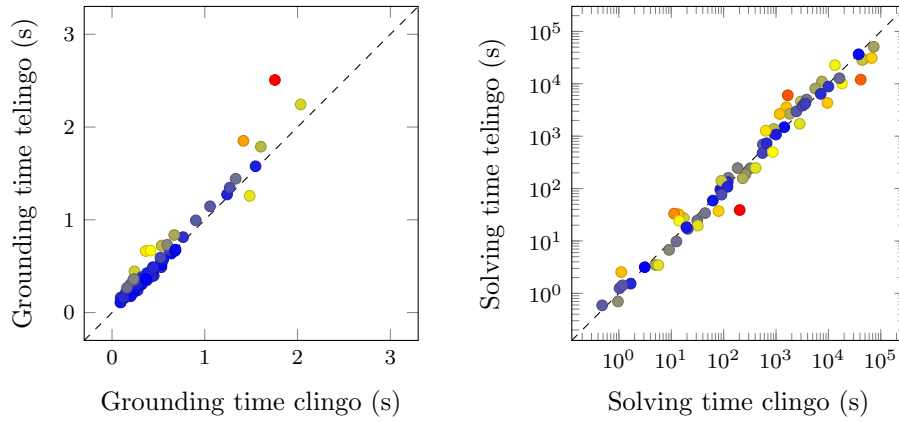 Grounding time telingo (s)
3
2
1
0
0 1 2 3
Grounding time clingo (s)
Solving time telingo (s)
10^5
10^4
10^3
10^2
10^1
10^0
10^0 10^1 10^2 10^3 10^4 10^5
Solving time clingo (s)